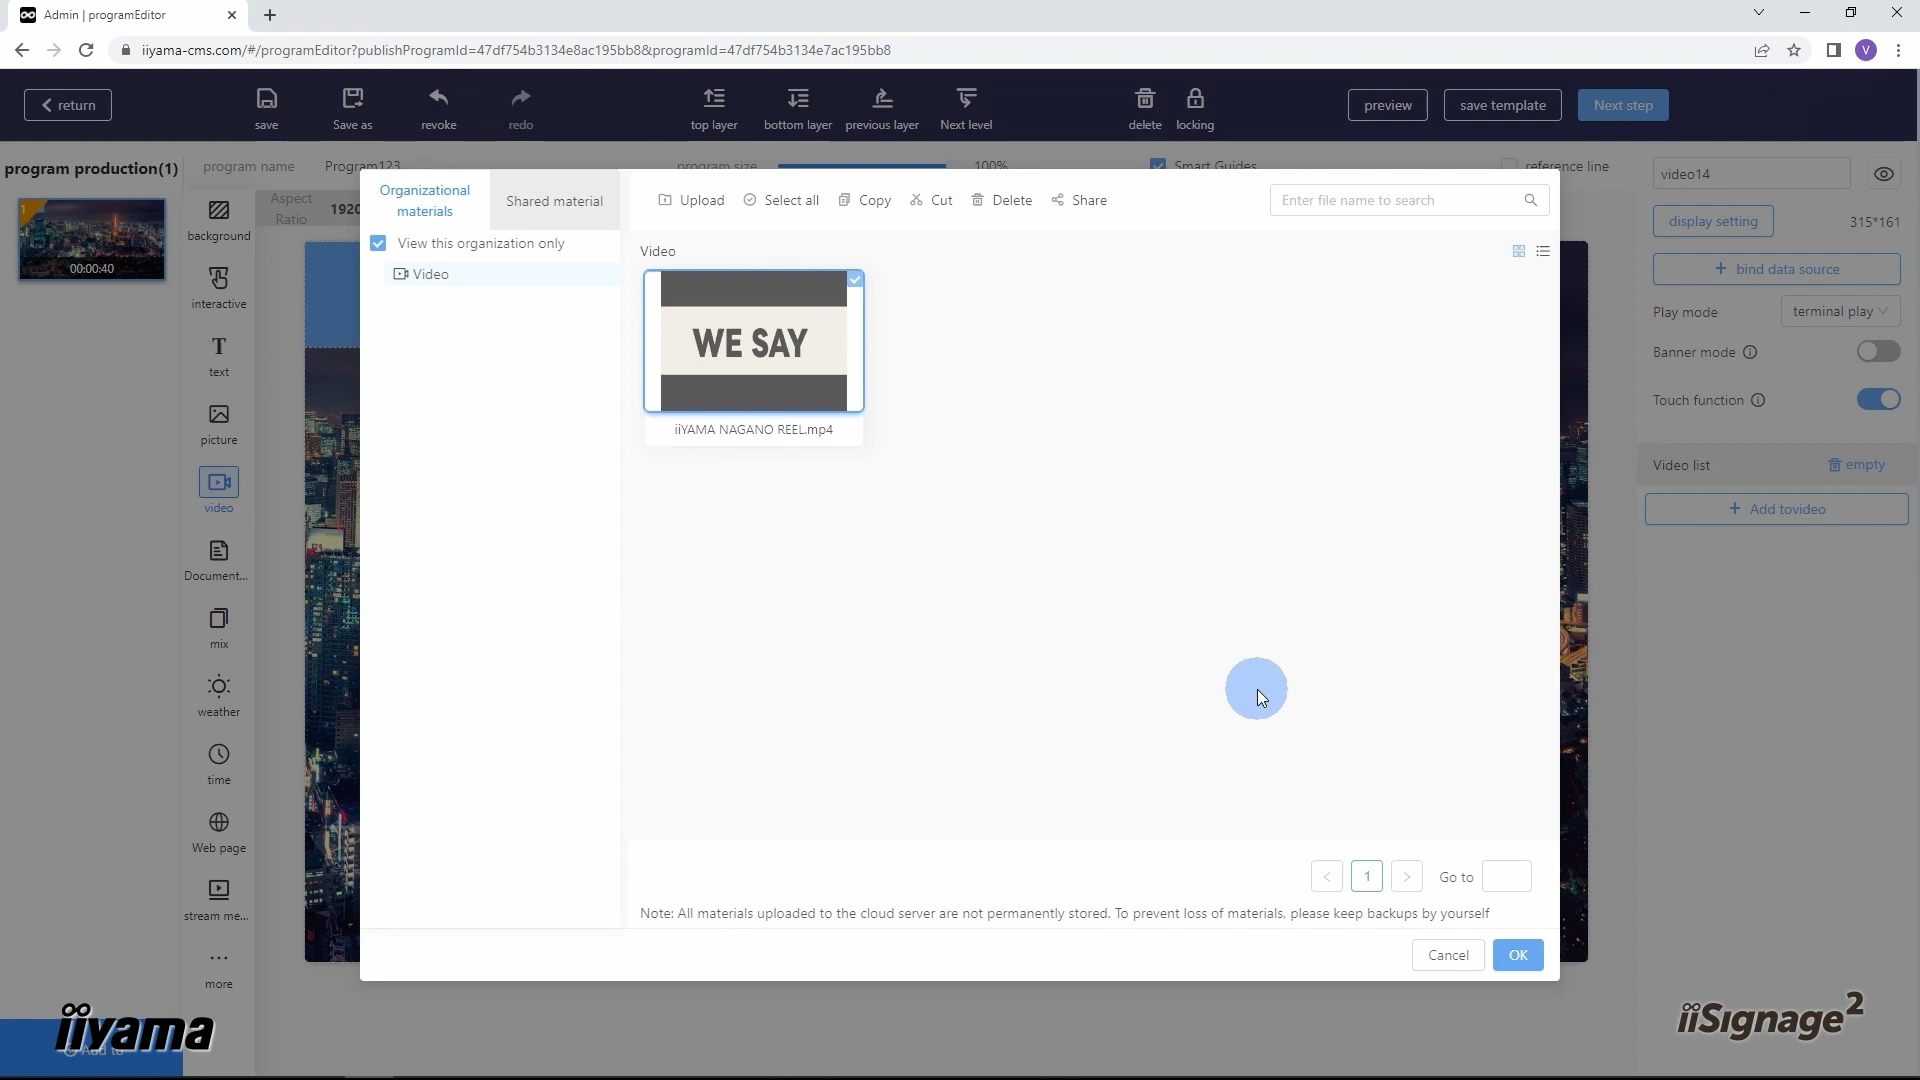 Admin | programEditor
iiyama-cms.com/#/programEditor?publishProgramId=47df754b3134e8ac195bb8&programId=47df754b3134e7ac195bb8
V
return
save
Save as
revoke
redo
top layer
bottom layer
previous layer
Next level
delete
locking
preview
save template
Next step
program production(1)
program name
Program123
program size
100%
Smart Guides
reference line
1
00:00:40
Aspect
Ratio
1920
background
interactive
text
picture
video
Document...
mix
weather
time
Web page
stream me...
more
Organizational
materials
Shared material
View this organization only
Video
Upload
Select all
Copy
Cut
Delete
Share
Enter file name to search
Video
WE SAY
iiYAMA NAGANO REEL.mp4
1
Go to
Note: All materials uploaded to the cloud server are not permanently stored. To prevent loss of materials, please keep backups by yourself
Cancel
OK
video14
display setting
315*161
+ bind data source
Play mode
terminal play
Banner mode
Touch function
Video list
empty
+ Add tovideo
iiyama
Add to
iiSignage2